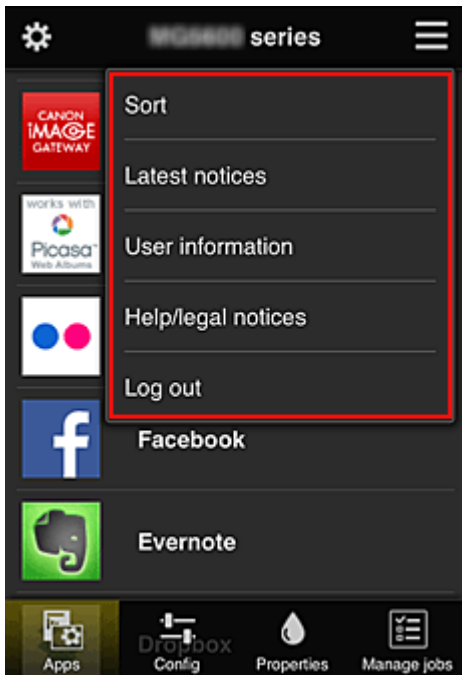 series
CANON
iMAGE
GATEWAY
Sort
Latest notices
works with
Picasa™
Web Albums
User information
Help/legal notices
Log out
Facebook
Evernote
Dropbox
Apps
Config
Properties
Manage jobs